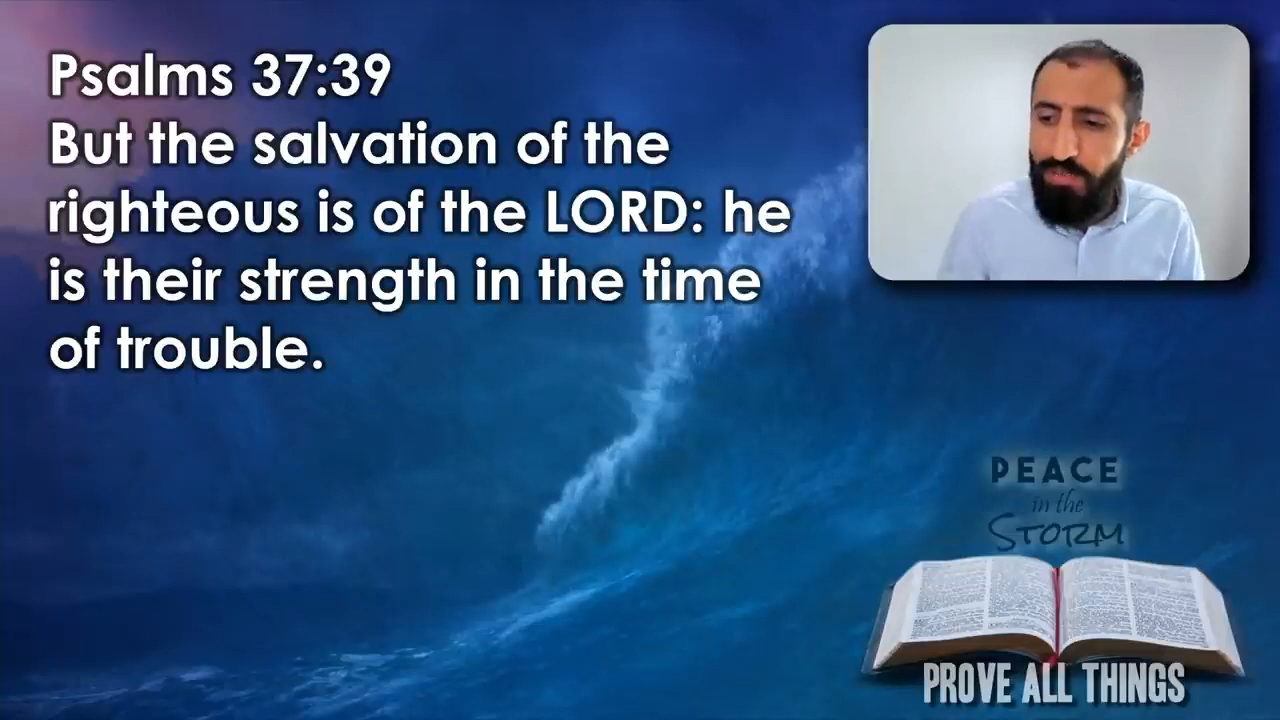 Psalms 37:39
But the salvation of the
righteous is of the LORD: he
is their strength in the time
of trouble.
PEACE
in the
STORM
PROVE ALL THINGS